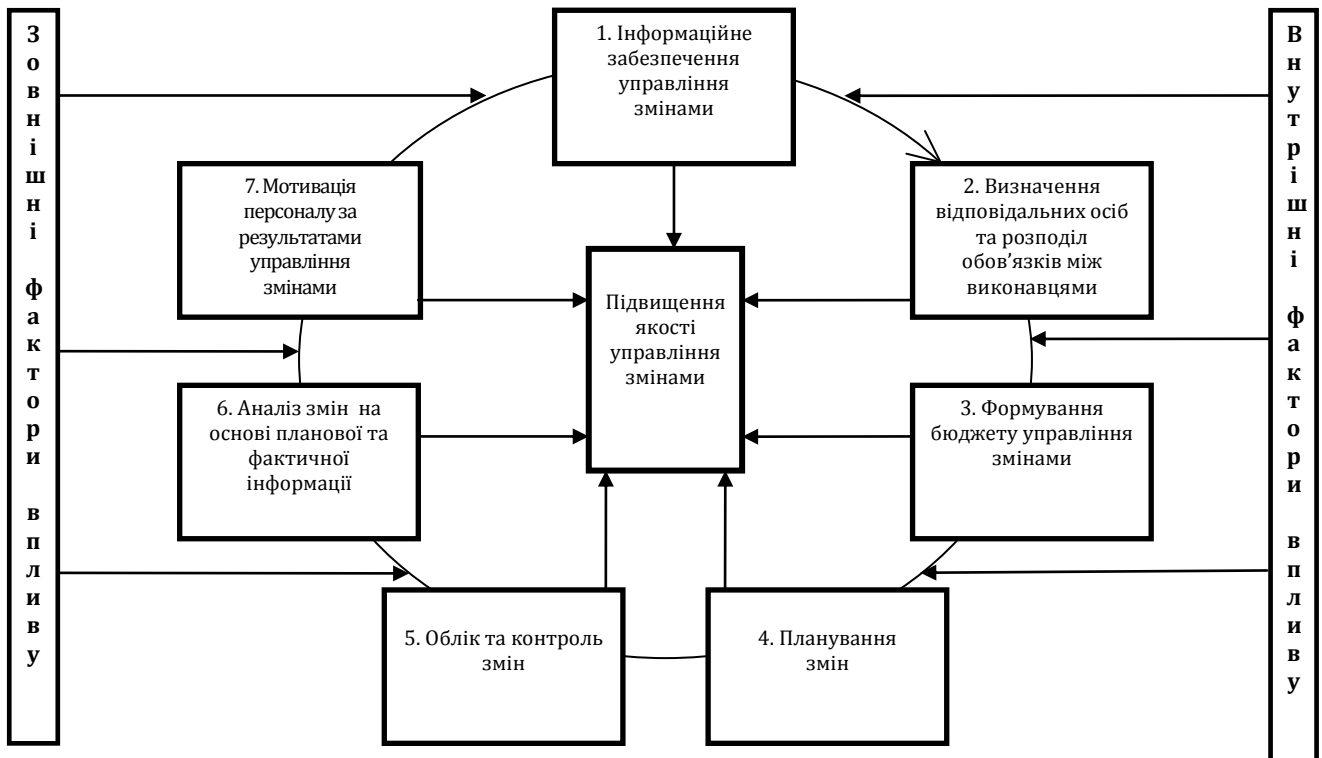 Зовнішні фактори впливу
1. Інформаційне
забезпечення
управління
змінами
2. Визначення
відповідальних осіб
та розподіл
обов’язків між
виконавцями
3. Формування
бюджету управління
змінами
4. Планування
змін
5. Облік та контроль
змін
6. Аналіз змін на
основі планової та
фактичної
інформації
7. Мотивація
персоналу за
результатами
управління
змінами
Підвищення
якості
управління
змінами
Внутрішні фактори впливу